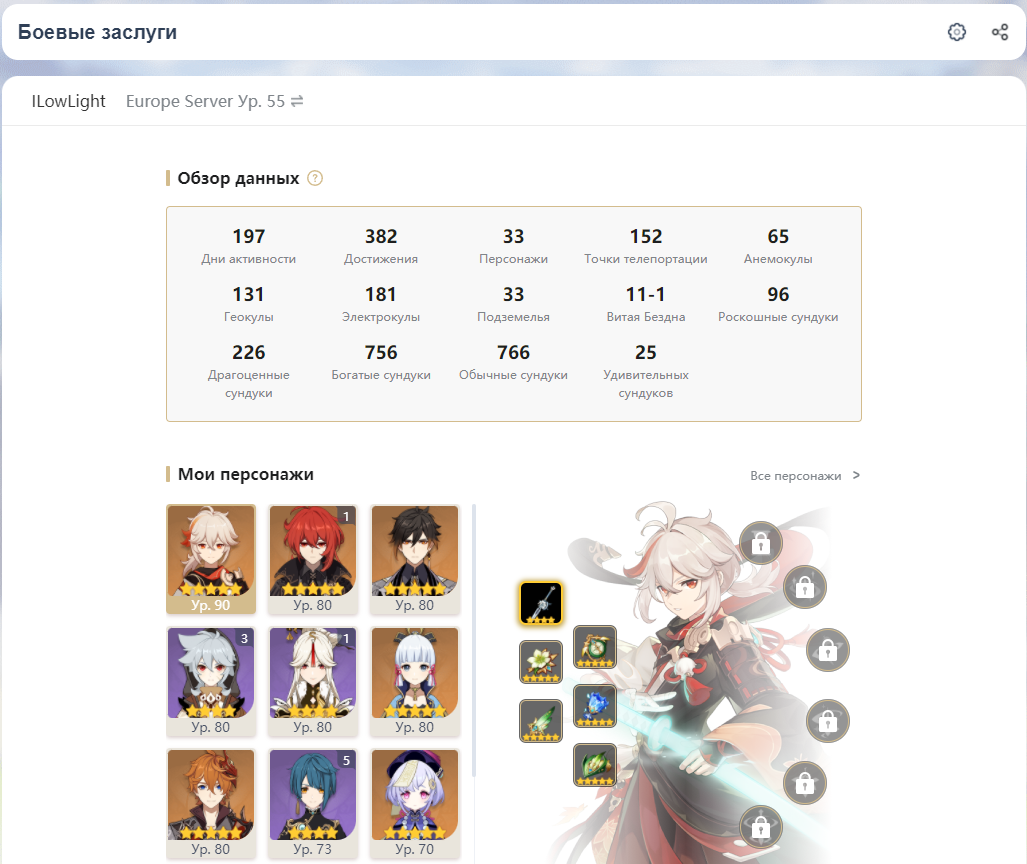 Боевые заслуги
ILowLight Europe Server Ур. 55
Обзор данных ?
197 382 33 152 65
Дни активности Достижения Персонажи Точки телепортации Анемокулы
131 181 33 11-1 96
Геокулы Электрокулы Подземелья Витая Бездна Роскошные сундуки
226 756 766 25
Драгоценные Богатые сундуки Обычные сундуки Удивительных
сундуки сундуков
Мои персонажи Все персонажи >
1
Ур. 90 Ур. 80 Ур. 80
3 1
Ур. 80 Ур. 80 Ур. 80
5
Ур. 80 Ур. 73 Ур. 70